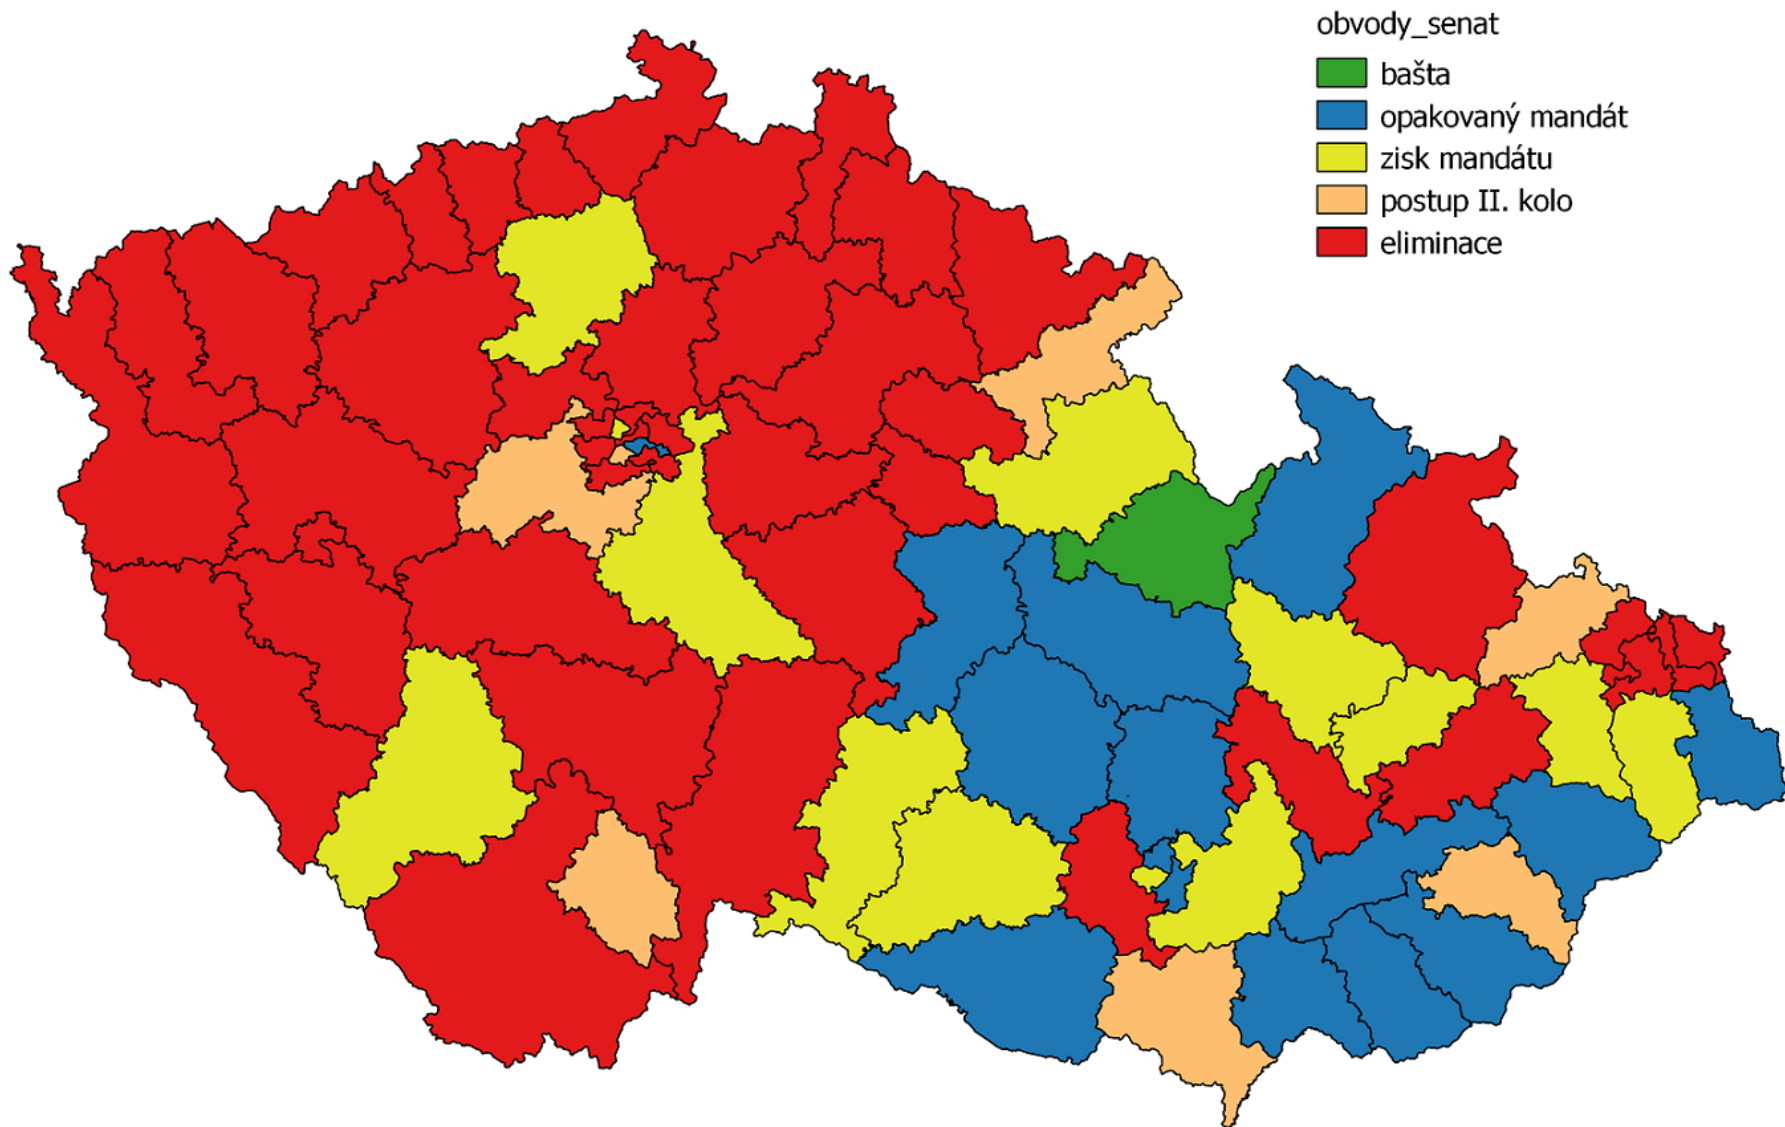 obvody_senat
bašta
opakovaný mandát
zisk mandátu
postup II. kolo
eliminace